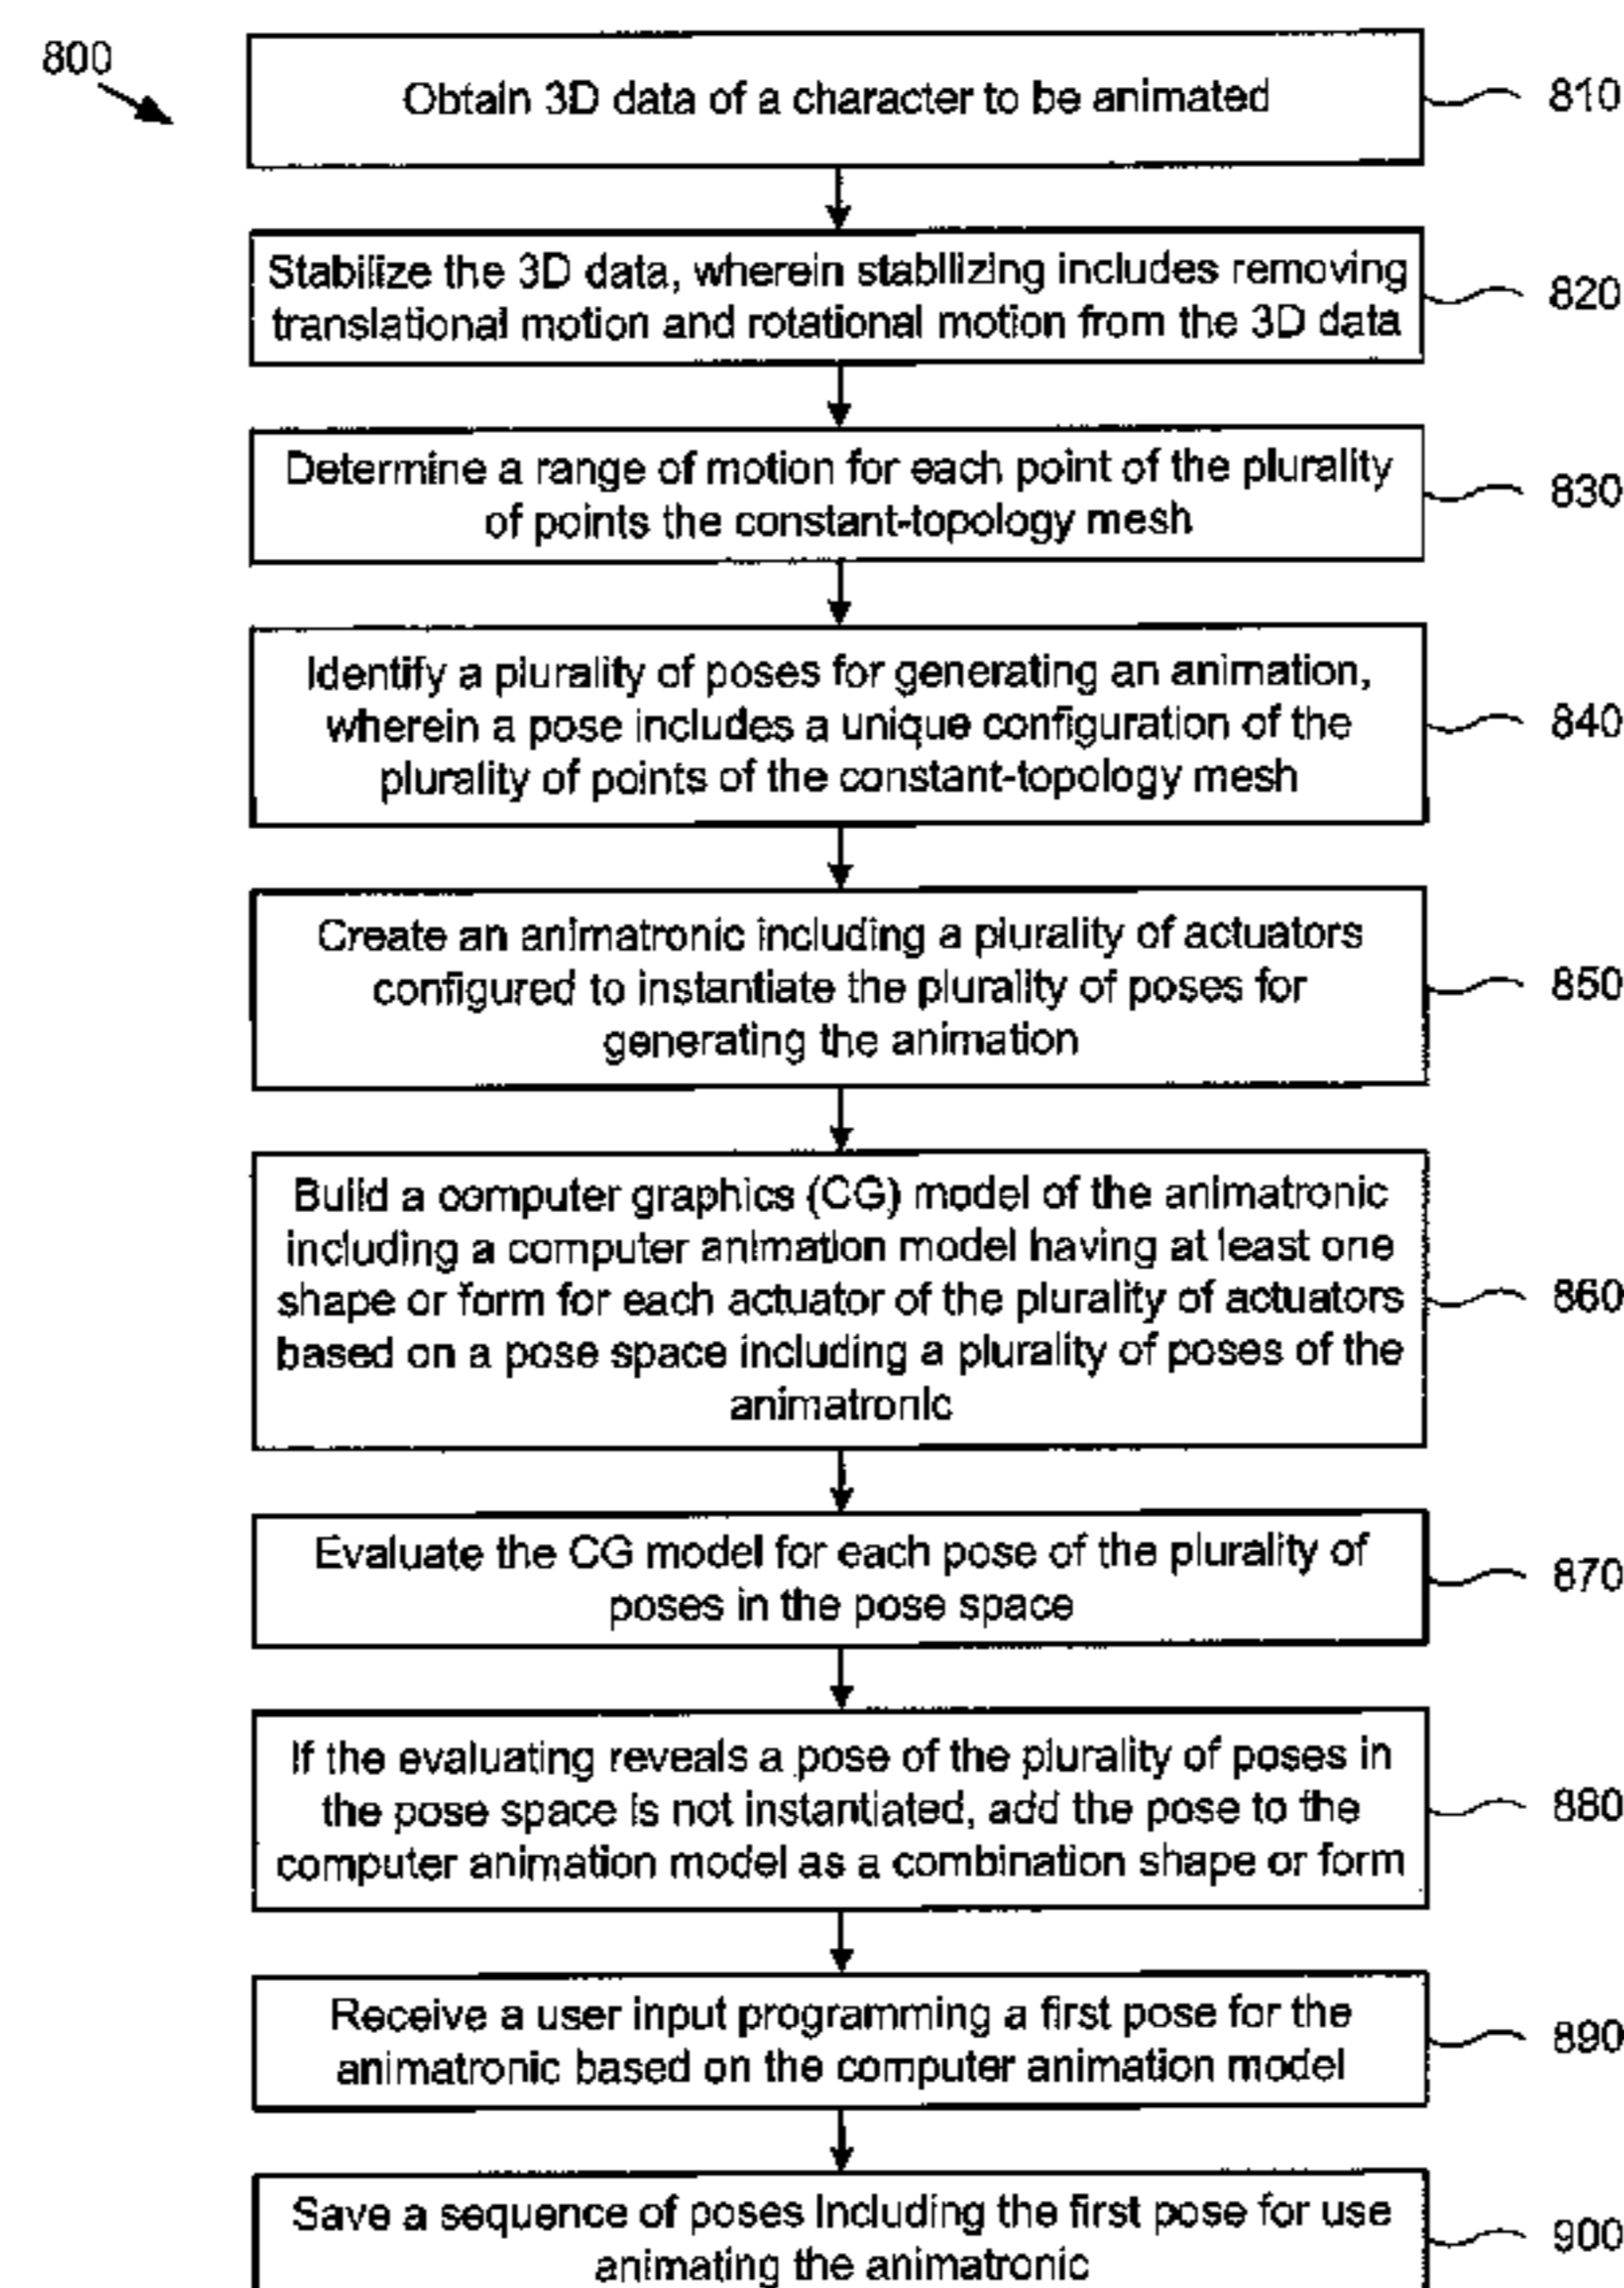 800
Obtain 3D data of a character to be animated
810
Stabilize the 3D data, wherein stabilizing includes removing
translational motion and rotational motion from the 3D data
820
Determine a range of motion for each point of the plurality
of points the constant-topology mesh
830
Identify a plurality of poses for generating an animation,
wherein a pose includes a unique configuration of the
plurality of points of the constant-topology mesh
840
Create an animatronic including a plurality of actuators
configured to instantiate the plurality of poses for
generating the animation
850
Build a computer graphics (CG) model of the animatronic
including a computer animation model having at least one
shape or form for each actuator of the plurality of actuators
based on a pose space including a plurality of poses of the
animatronic
860
Evaluate the CG model for each pose of the plurality of
poses in the pose space
870
If the evaluating reveals a pose of the plurality of poses in
the pose space is not instantiated, add the pose to the
computer animation model as a combination shape or form
880
Receive a user input programming a first pose for the
animatronic based on the computer animation model
890
Save a sequence of poses including the first pose for use
animating the animatronic
900